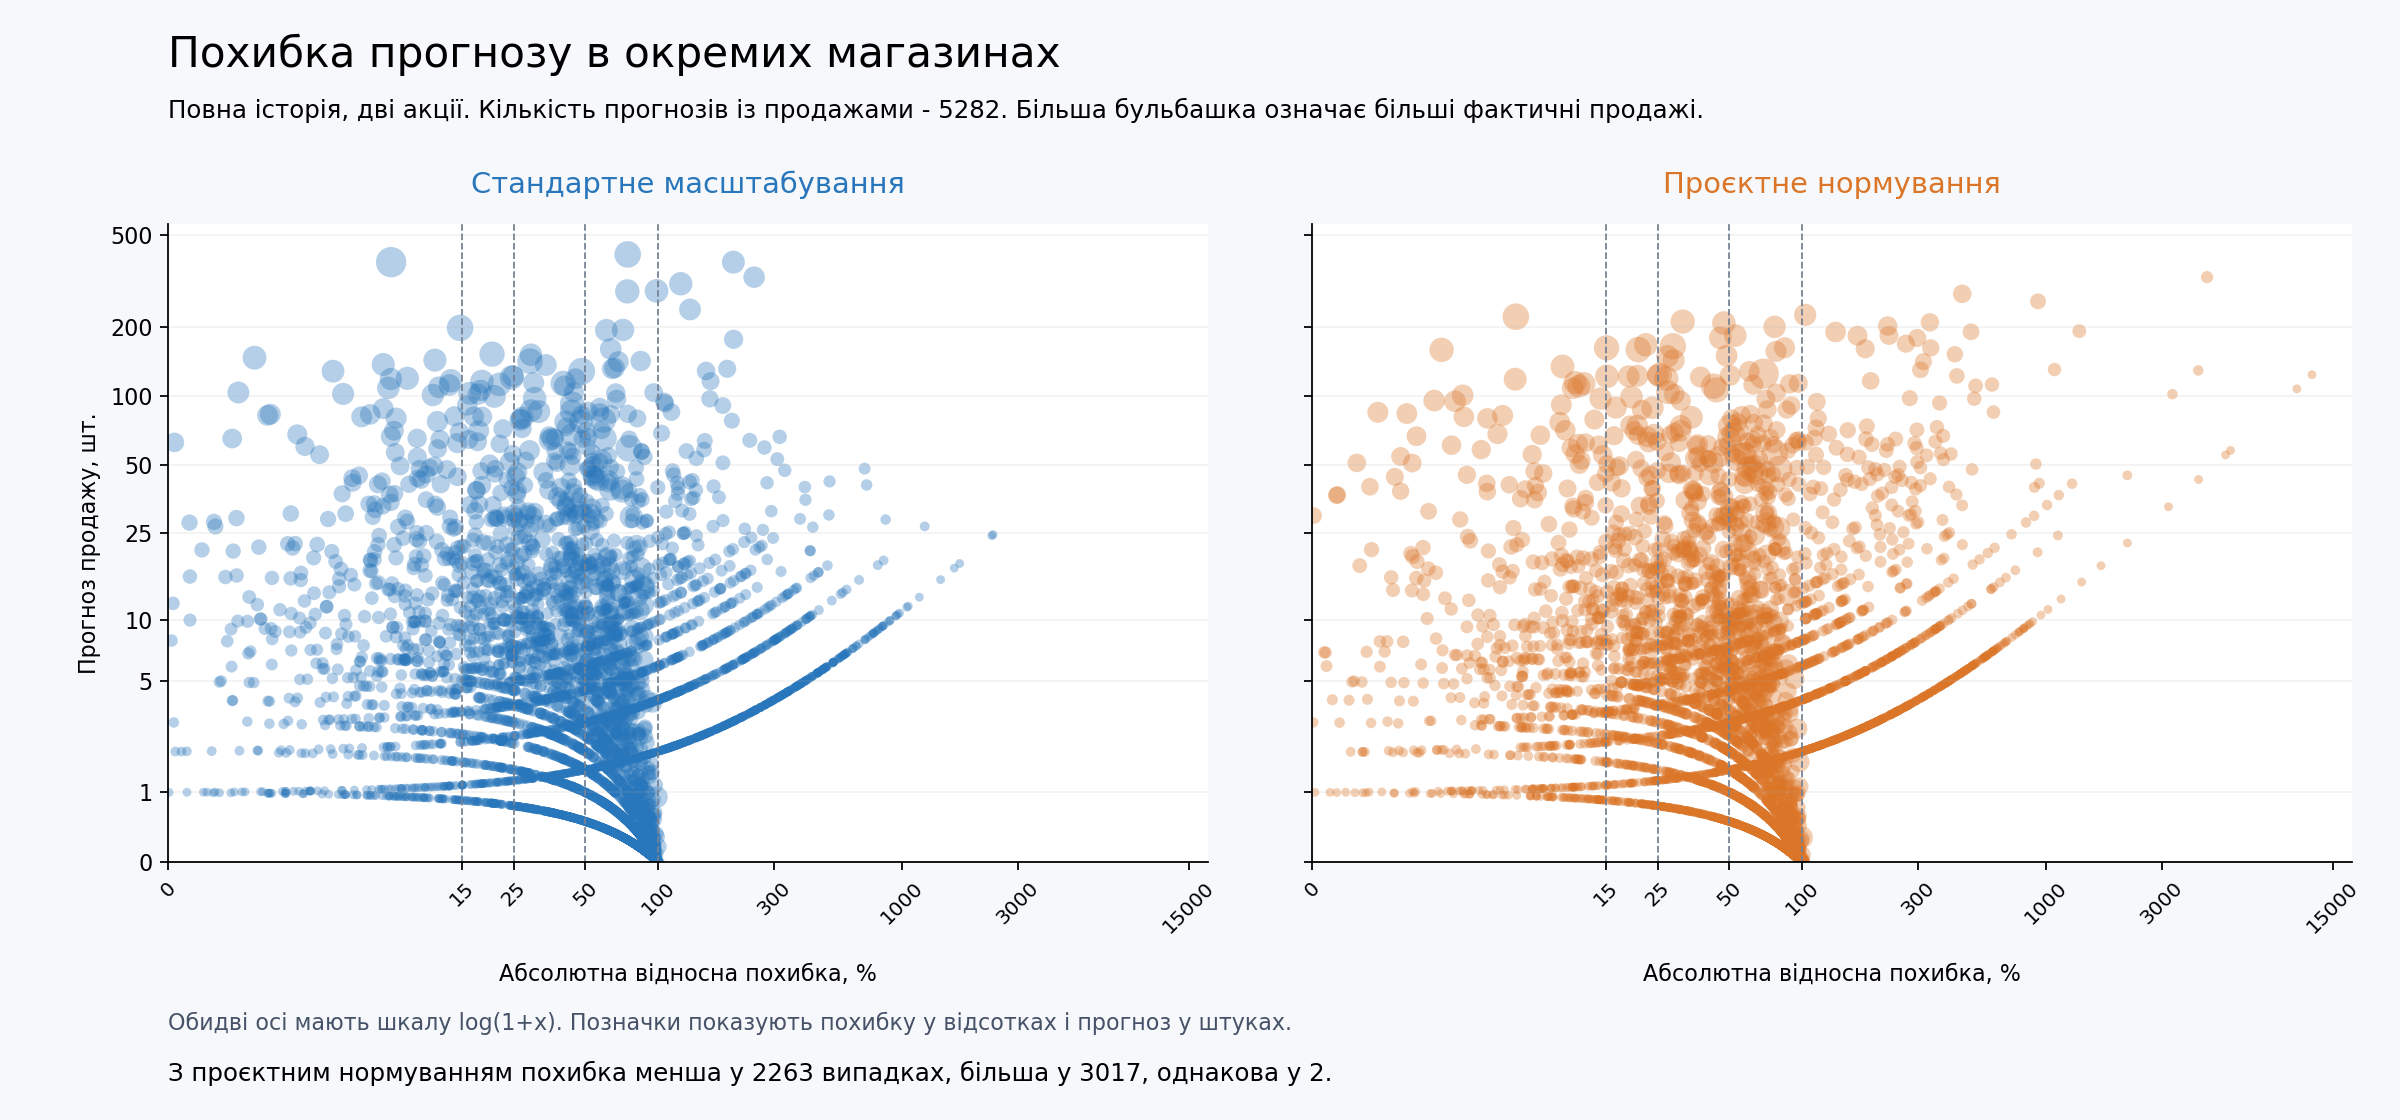 Похибка прогнозу в окремих магазинах
Повна історія, дві акції. Кількість прогнозів із продажами - 5282. Більша бульбашка означає більші фактичні продажі.
Стандартне масштабування
Проєктне нормування
Прогноз продажу, шт.
500
200
100
50
25
10
5
1
0
0 15 25 50 100 300 1000 3000 15000
0 15 25 50 100 300 1000 3000 15000
Абсолютна відносна похибка, %
Абсолютна відносна похибка, %
Обидві осі мають шкалу log(1+x). Позначки показують похибку у відсотках і прогноз у штуках.
З проєктним нормуванням похибка менша у 2263 випадках, більша у 3017, однакова у 2.